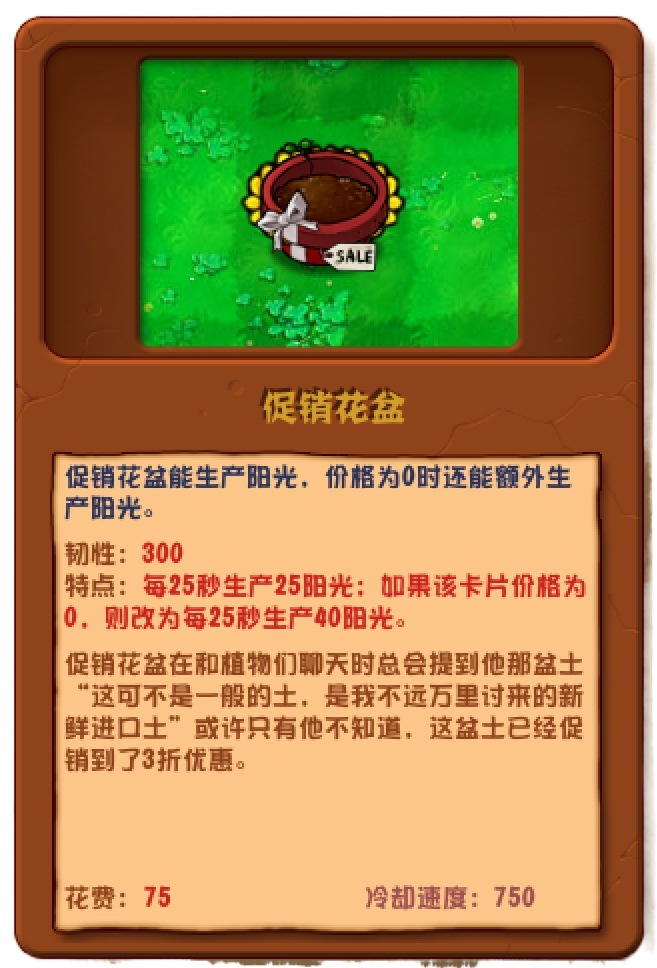 SALE
促销花盆
促销花盆能生产阳光，价格为0时还能额外生
产阳光。
韧性：300
特点：每25秒生产25阳光；如果该卡片价格为
0，则改为每25秒生产40阳光。
促销花盆在和植物们聊天时总会提到他那盆土
“这可不是一般的土，是我不远万里讨来的新
鲜进口土”或许只有他不知道，这盆土已经促
销到了3折优惠。
花费：75 冷却速度：750